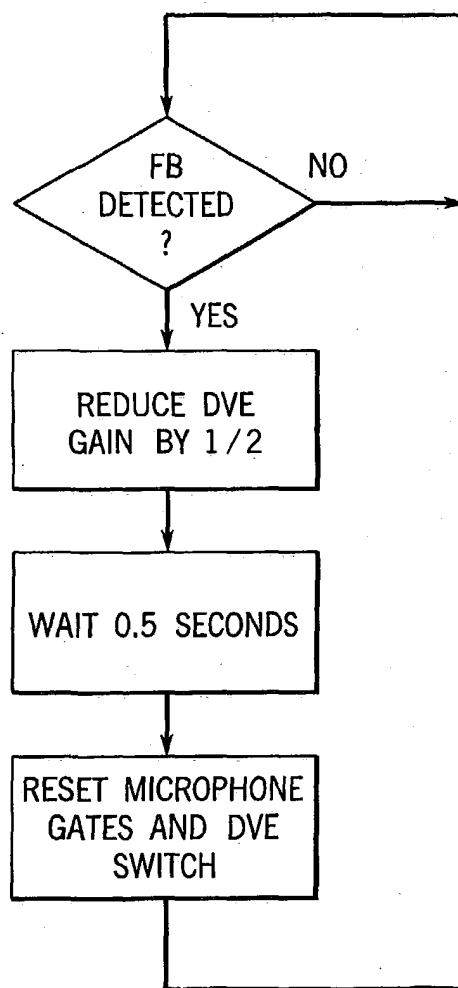 FB
DETECTED
?
NO
YES
REDUCE DVE
GAIN BY 1/2
WAIT 0.5 SECONDS
RESET MICROPHONE
GATES AND DVE
SWITCH